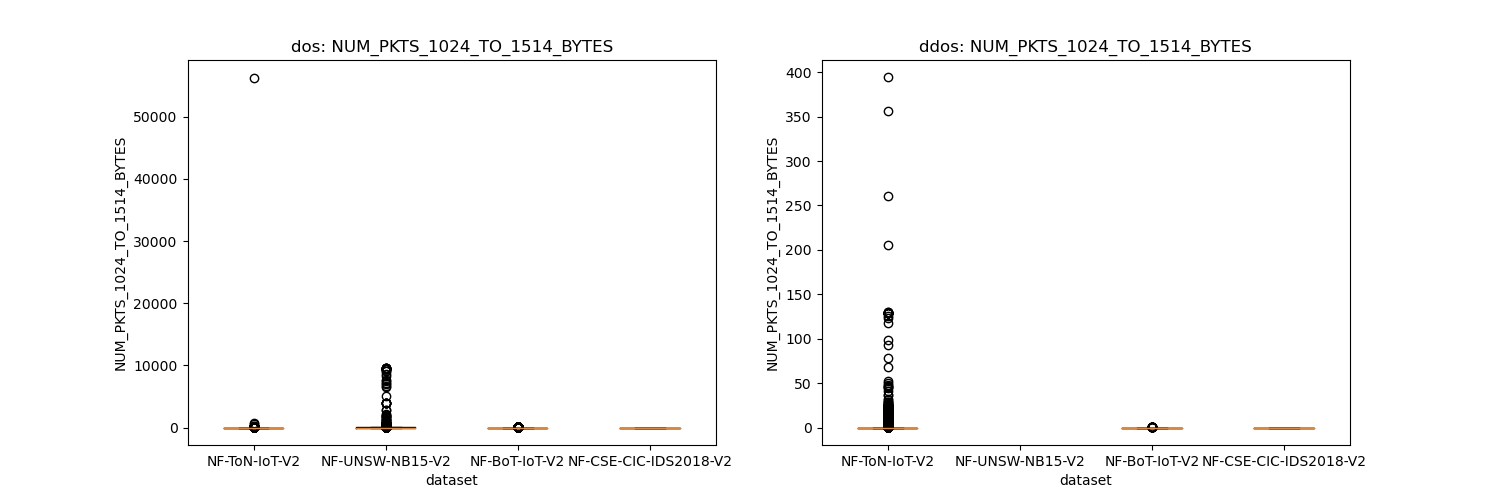 dos: NUM_PKTS_1024_TO_1514_BYTES
NUM_PKTS_1024_TO_1514_BYTES
50000
40000
30000
20000
10000
0
NF-ToN-IoT-V2 NF-UNSW-NB15-V2 NF-BoT-IoT-V2 NF-CSE-CIC-IDS2018-V2
dataset
ddos: NUM_PKTS_1024_TO_1514_BYTES
NUM_PKTS_1024_TO_1514_BYTES
400
350
300
250
200
150
100
50
0
NF-ToN-IoT-V2 NF-UNSW-NB15-V2 NF-BoT-IoT-V2 NF-CSE-CIC-IDS2018-V2
dataset